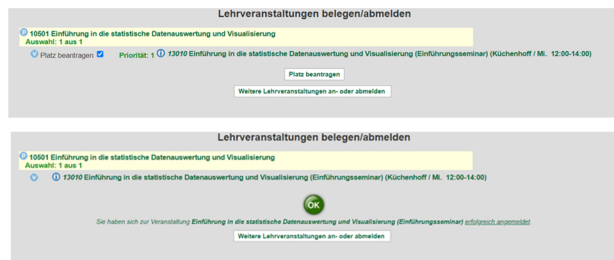 Lehrveranstaltungen belegen/abmelden
P 10501 Einführung in die statistische Datenauswertung und Visualisierung
Auswahl: 1 aus 1
V Platz beantragen Priorität: 1 i 13010 Einführung in die statistische Datenauswertung und Visualisierung (Einführungsseminar) (Küchenhoff / Mi. 12:00-14:00)
Platz beantragen
Weitere Lehrveranstaltungen an- oder abmelden
Lehrveranstaltungen belegen/abmelden
P 10501 Einführung in die statistische Datenauswertung und Visualisierung
Auswahl: 1 aus 1
V i 13010 Einführung in die statistische Datenauswertung und Visualisierung (Einführungsseminar) (Küchenhoff / Mi. 12:00-14:00)
OK
Sie haben sich zur Veranstaltung Einführung in die statistische Datenauswertung und Visualisierung (Einführungsseminar) erfolgreich angemeldet.
Weitere Lehrveranstaltungen an- oder abmelden